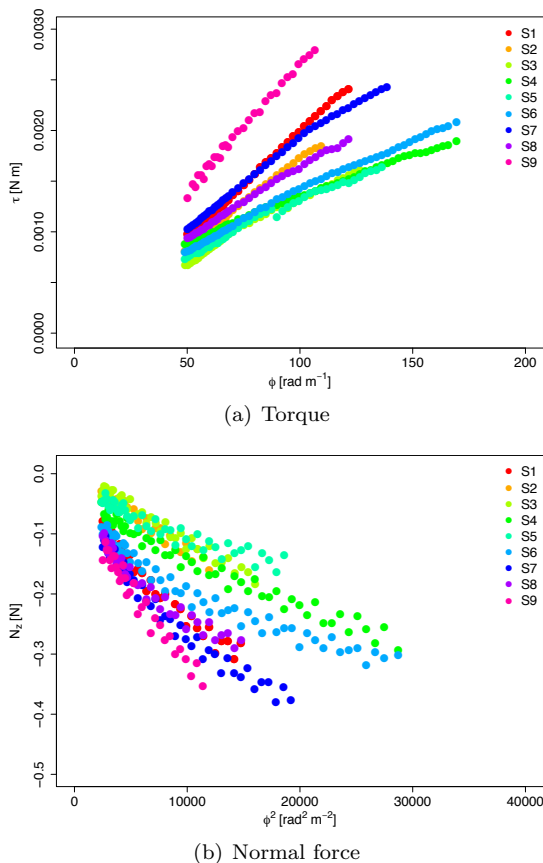 0.0030
0.0020
0.0010
0.0000
τ [N m]
S1
S2
S3
S4
S5
S6
S7
S8
S9
0 50 100 150 200
ϕ [rad m⁻¹]
(a) Torque
0.0
−0.1
−0.2
−0.3
−0.4
−0.5
N_z [N]
S1
S2
S3
S4
S5
S6
S7
S8
S9
0 10000 20000 30000 40000
ϕ² [rad² m⁻²]
(b) Normal force